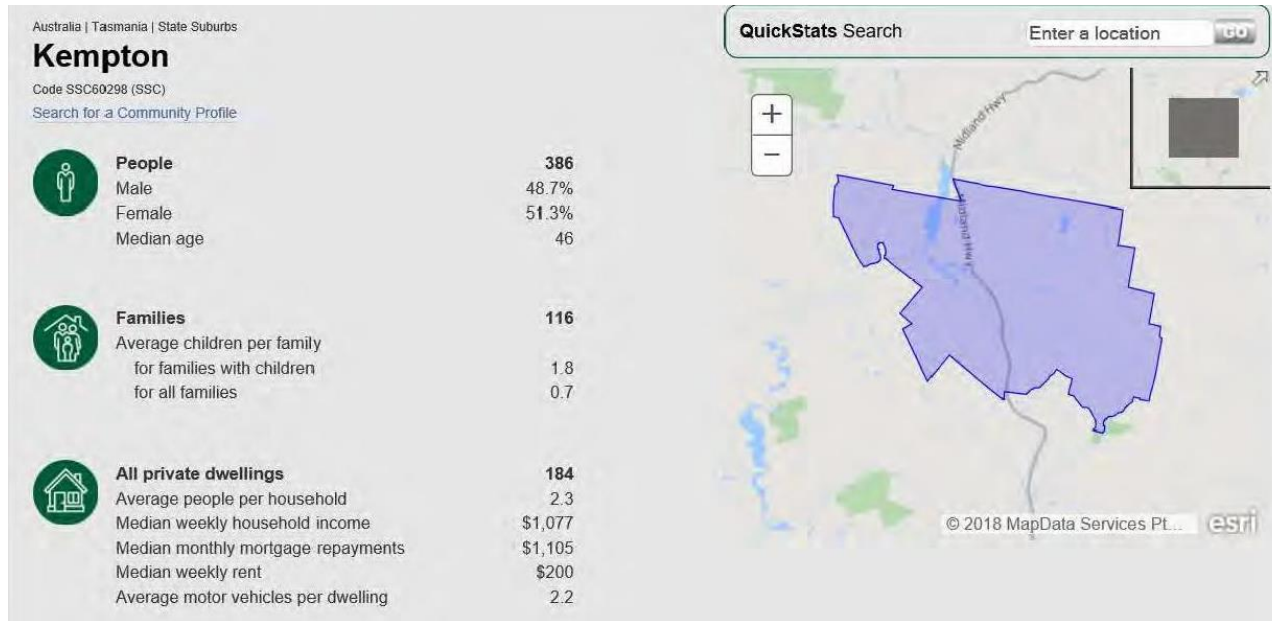 Australia | Tasmania | State Suburbs
Kempton
Code SSC60298 (SSC)
Search for a Community Profile
People 386
Male 48.7%
Female 51.3%
Median age 46
Families 116
Average children per family
for families with children 1.8
for all families 0.7
All private dwellings 184
Average people per household 2.3
Median weekly household income $1,077
Median monthly mortgage repayments $1,105
Median weekly rent $200
Average motor vehicles per dwelling 2.2
QuickStats Search Enter a location GO
+
−
Midland Hwy
Midland Hwy
© 2018 MapData Services Pt... esri